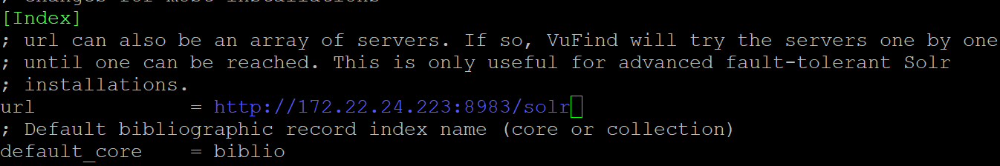 [Index]
; url can also be an array of servers. If so, VuFind will try the servers one by one
; until one can be reached. This is only useful for advanced fault-tolerant Solr
; installations.
url             = http://172.22.24.223:8983/solr
; Default bibliographic record index name (core or collection)
default_core    = biblio